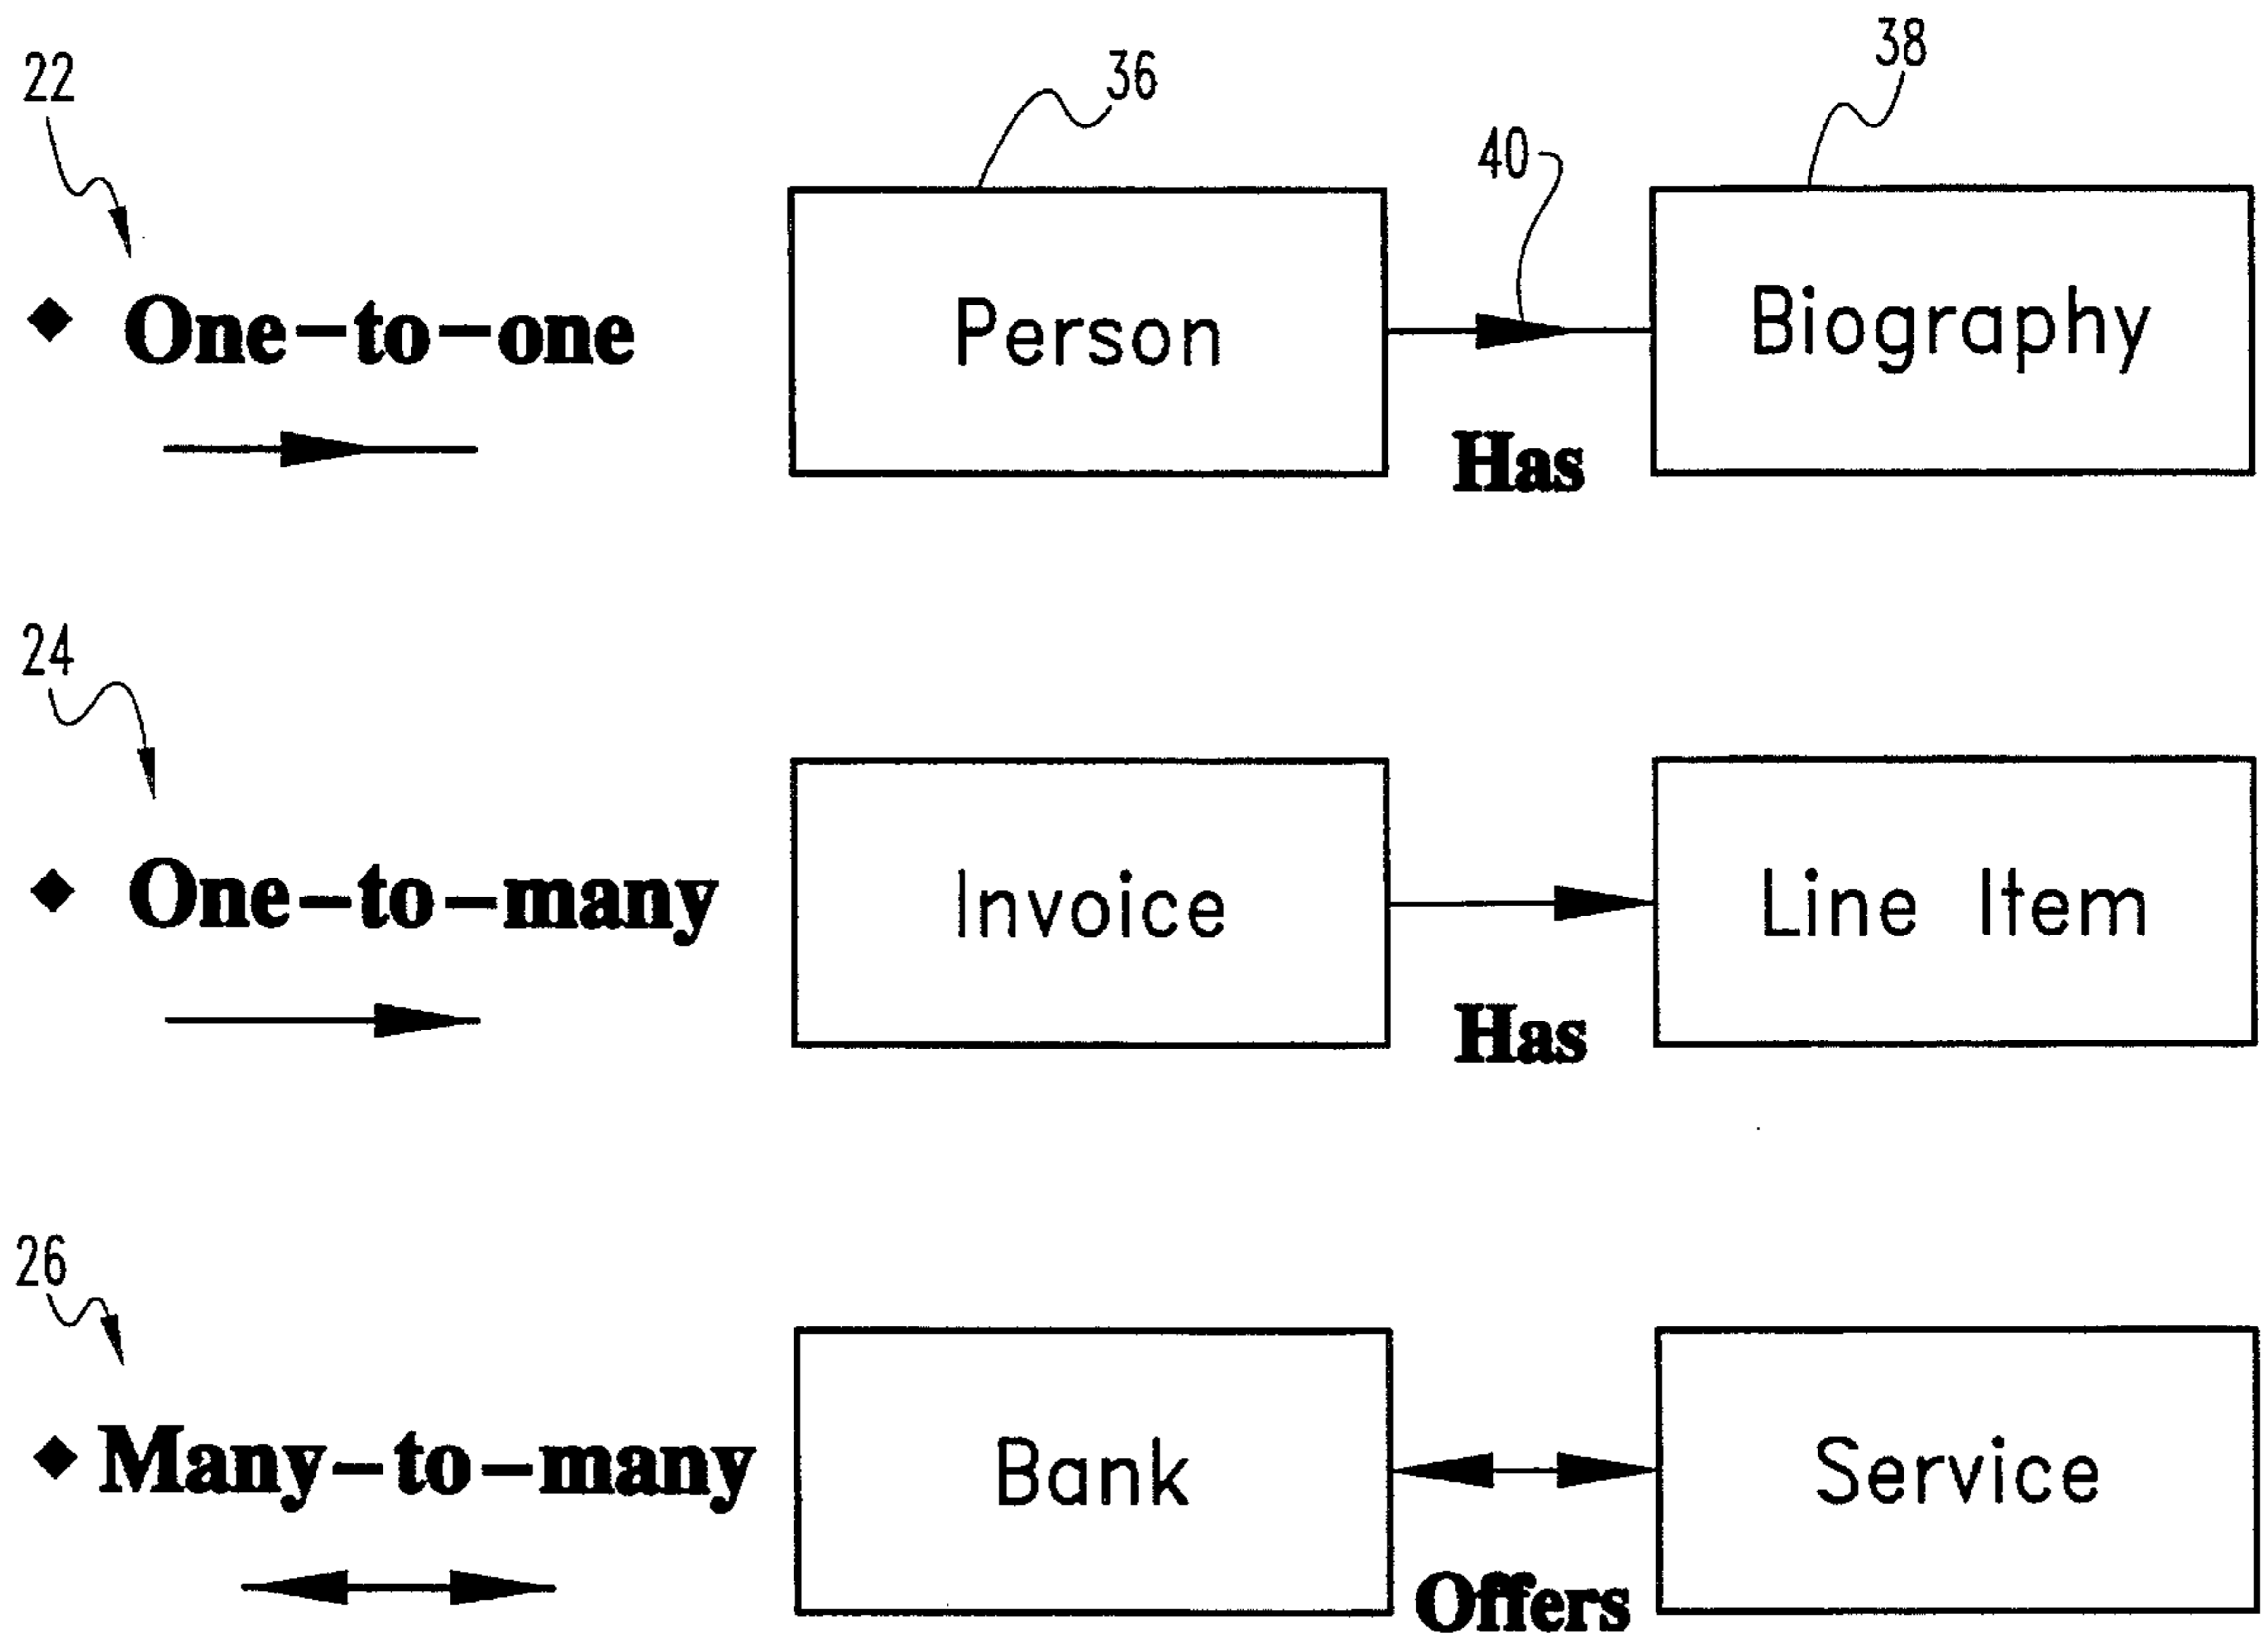 22
36
38
40
◆ One–to–one
Person
Biography
Has
24
◆ One–to–many
Invoice
Line Item
Has
26
◆ Many–to–many
Bank
Service
Offers